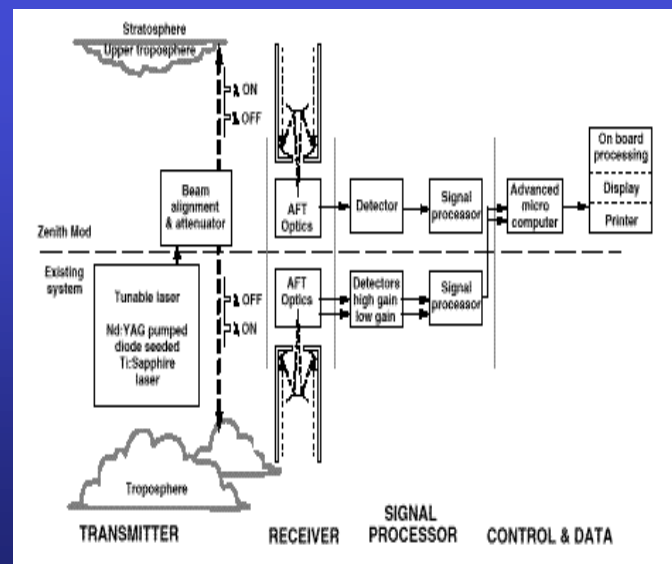 Stratosphere
Upper troposphere
λ ON
λ OFF
Beam
alignment
& attenuator
AFT
Optics
Detector
Signal
processor
Advanced
micro
computer
On board
processing
Display
Printer
Zenith Mod
Existing
system
Tunable laser
Nd:YAG pumped
diode seeded
Ti:Sapphire
laser
λ OFF
λ ON
AFT
Optics
Detectors
high gain
low gain
Signal
processor
Troposphere
TRANSMITTER
RECEIVER
SIGNAL
PROCESSOR
CONTROL & DATA